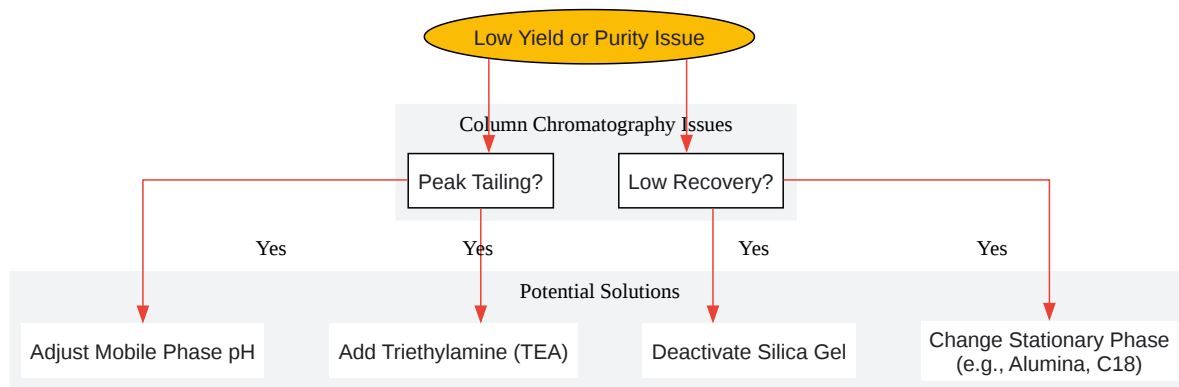 Low Yield or Purity Issue
Column Chromatography Issues
Peak Tailing?
Low Recovery?
Yes
Yes
Yes
Yes
Potential Solutions
Adjust Mobile Phase pH
Add Triethylamine (TEA)
Deactivate Silica Gel
Change Stationary Phase
(e.g., Alumina, C18)